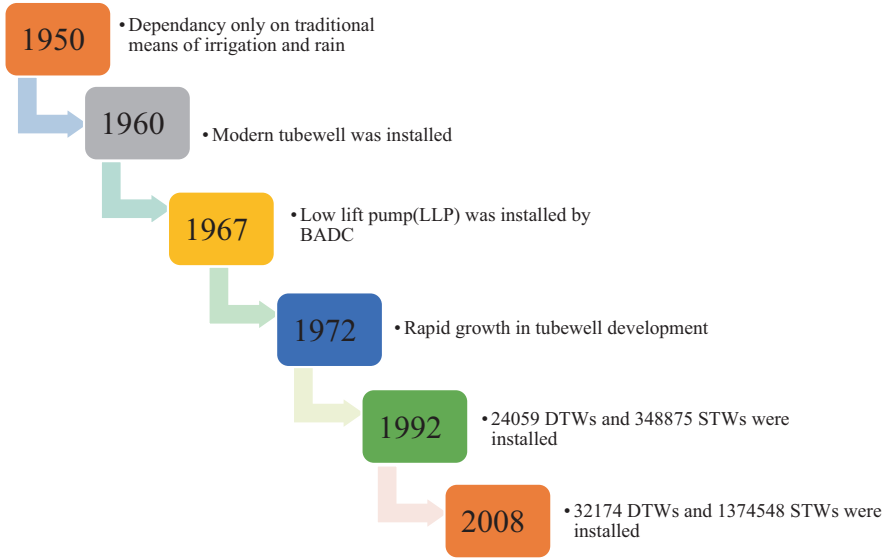 1950
• Dependancy only on traditional
means of irrigation and rain
1960
• Modern tubewell was installed
1967
• Low lift pump(LLP) was installed by
BADC
1972
• Rapid growth in tubewell development
1992
• 24059 DTWs and 348875 STWs were
installed
2008
• 32174 DTWs and 1374548 STWs were
installed